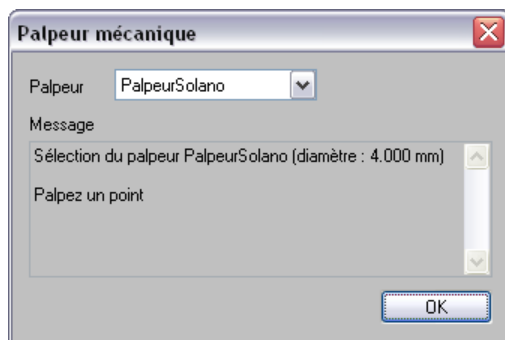 Palpeur mécanique
Palpeur PalpeurSolano
Message
Sélection du palpeur PalpeurSolano (diamètre : 4.000 mm)
Palpez un point
OK